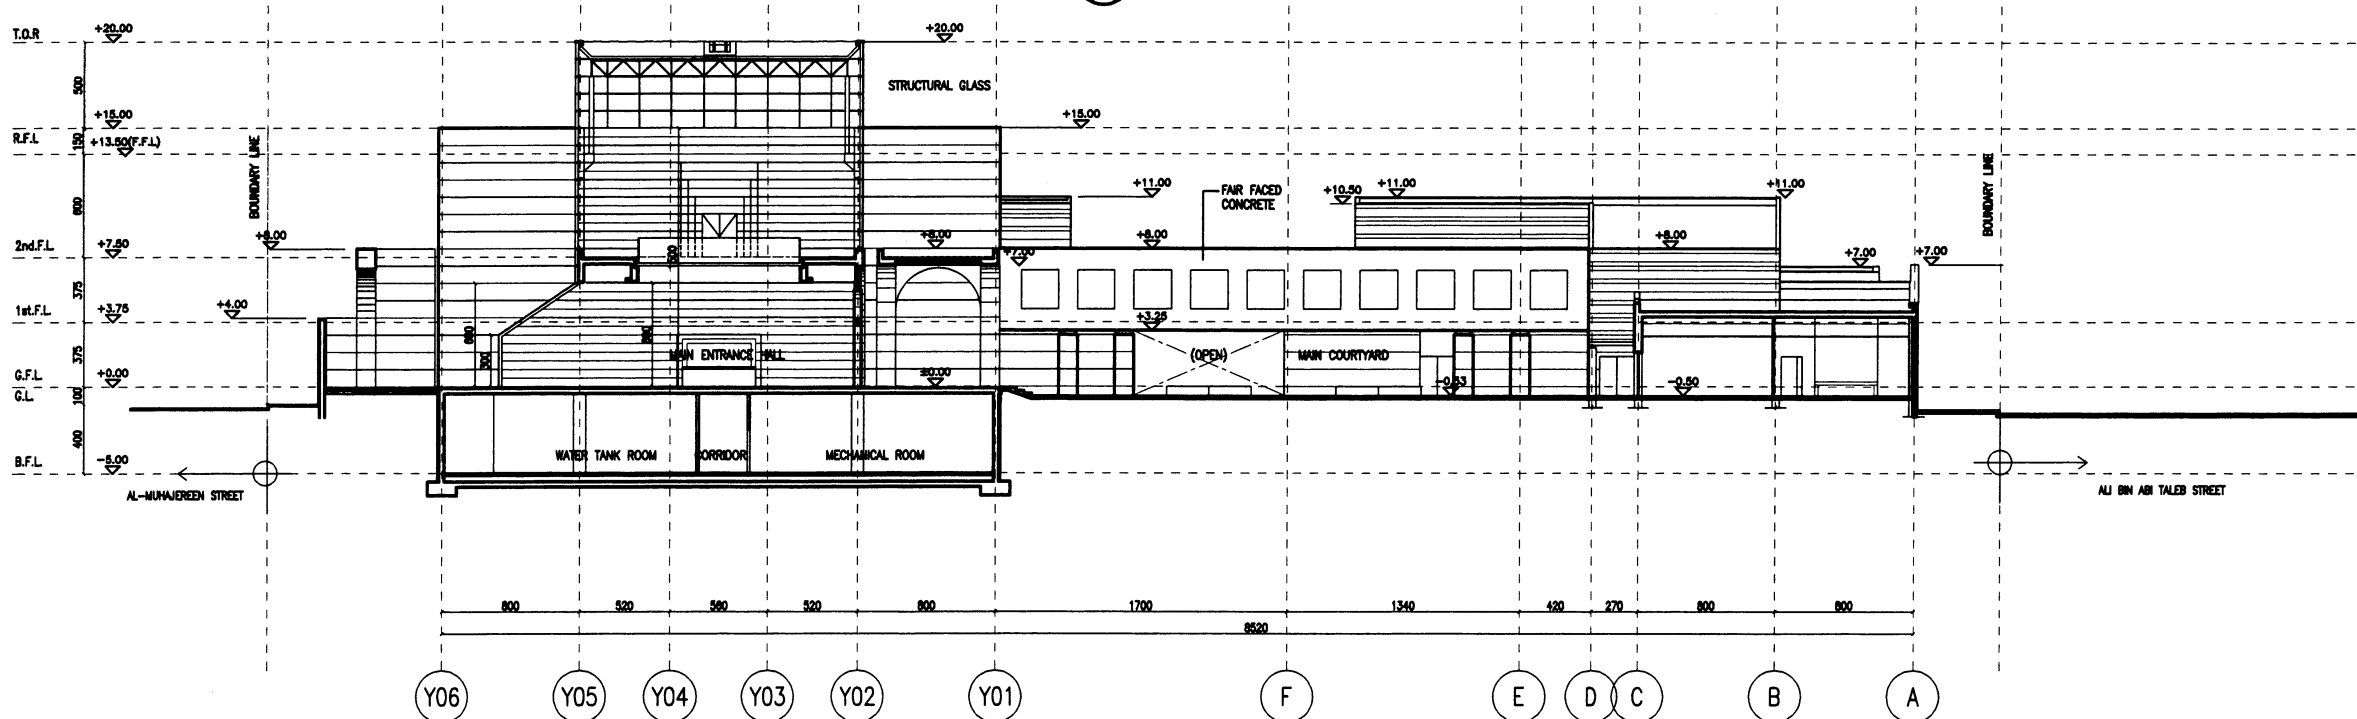 T.O.R
+20.00
+20.00
500
STRUCTURAL GLASS
+15.00
+15.00
R.F.L
150
+13.50(F.F.L)
BOUNDARY LINE
BOUNDARY LINE
600
+11.00
FAIR FACED
CONCRETE
+10.50
+11.00
+11.00
2nd.F.L.
+7.50
+8.00
+8.00
+8.00
+8.00
+7.00
+7.00
+7.00
375
1st.F.L.
+3.75
+4.00
+3.25
375
300
MAIN ENTRANCE HALL
(OPEN)
MAIN COURTYARD
G.F.L.
+0.00
±0.00
-0.50
G.L.
100
400
WATER TANK ROOM
CORRIDOR
MECHANICAL ROOM
B.F.L.
-5.00
AL-MUHAJEREEN STREET
ALI BIN ABI TALEB STREET
800 520 560 520 800 1700 1340 420 270 800 800
8520
Y06 Y05 Y04 Y03 Y02 Y01 F E D C B A